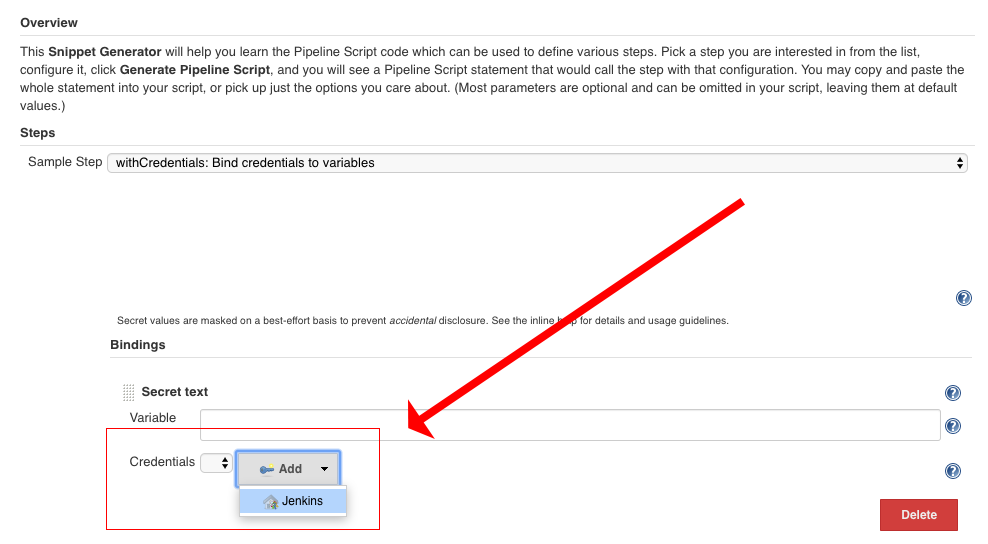 Overview
This Snippet Generator will help you learn the Pipeline Script code which can be used to define various steps. Pick a step you are interested in from the list,
configure it, click Generate Pipeline Script, and you will see a Pipeline Script statement that would call the step with that configuration. You may copy and paste the
whole statement into your script, or pick up just the options you care about. (Most parameters are optional and can be omitted in your script, leaving them at default
values.)
Steps
Sample Step withCredentials: Bind credentials to variables
?
Secret values are masked on a best-effort basis to prevent accidental disclosure. See the inline help for details and usage guidelines.
Bindings
Secret text ?
Variable ?
Credentials Add ?
Jenkins
Delete